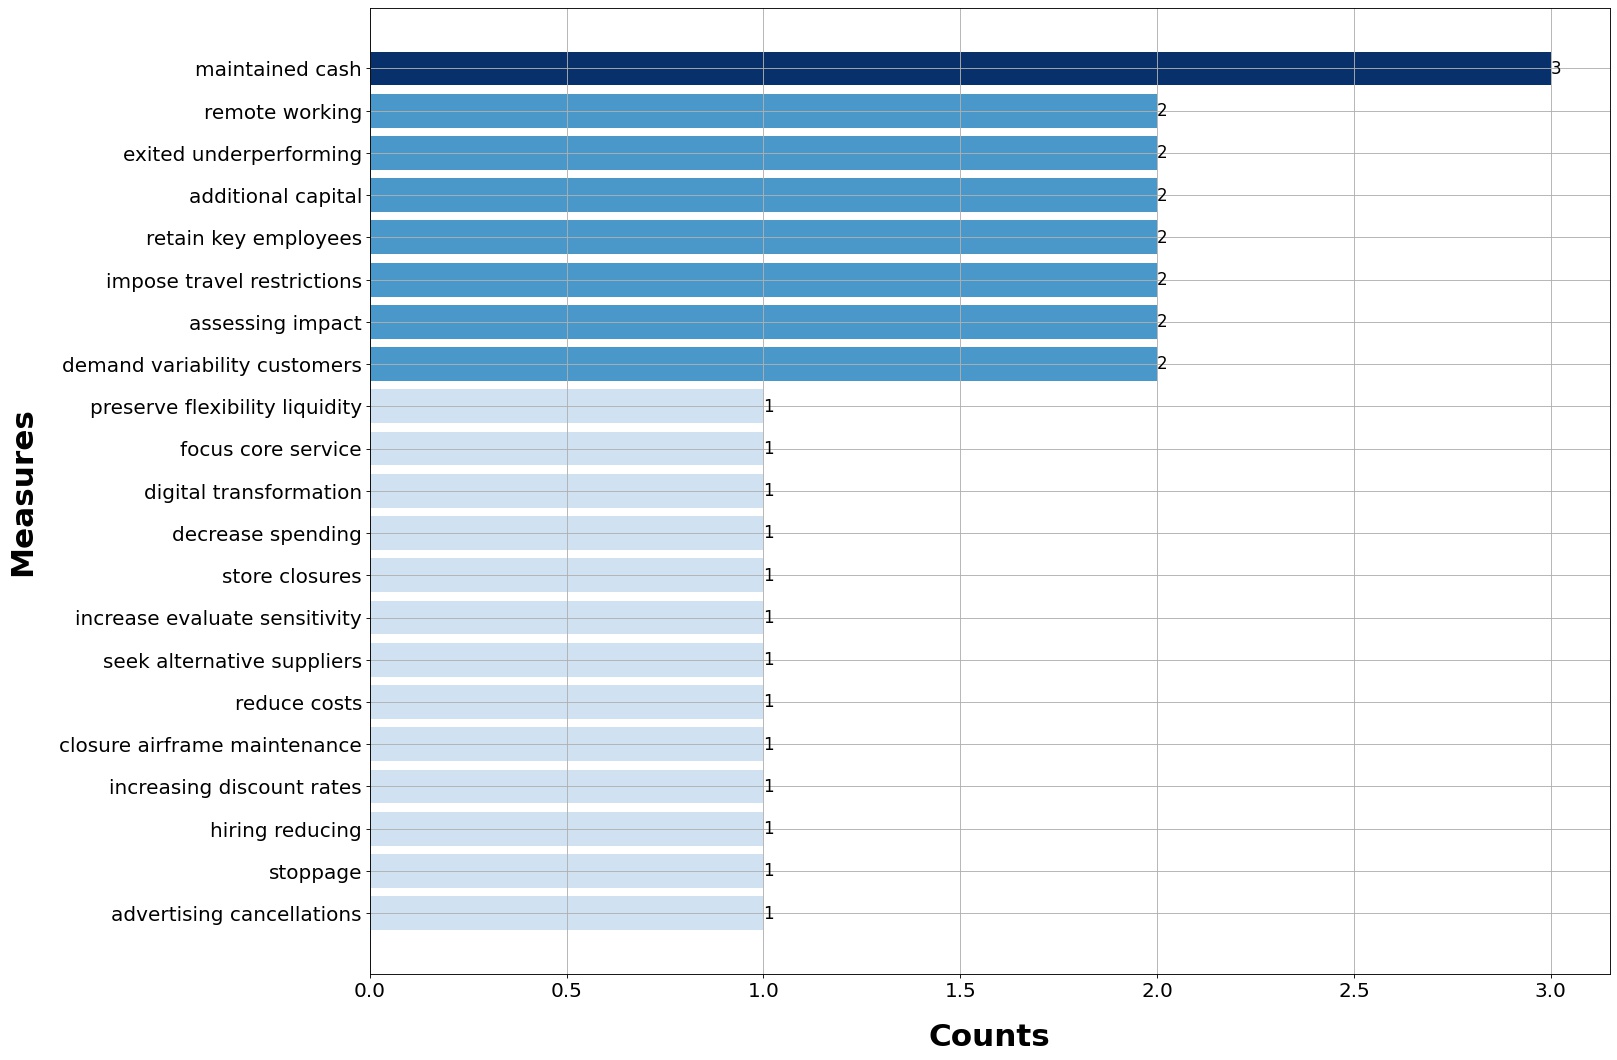 maintained cash 3
remote working 2
exited underperforming 2
additional capital 2
retain key employees 2
impose travel restrictions 2
assessing impact 2
demand variability customers 2
preserve flexibility liquidity 1
focus core service 1
digital transformation 1
decrease spending 1
store closures 1
increase evaluate sensitivity 1
seek alternative suppliers 1
reduce costs 1
closure airframe maintenance 1
increasing discount rates 1
hiring reducing 1
stoppage 1
advertising cancellations 1
Measures
0.0 0.5 1.0 1.5 2.0 2.5 3.0
Counts